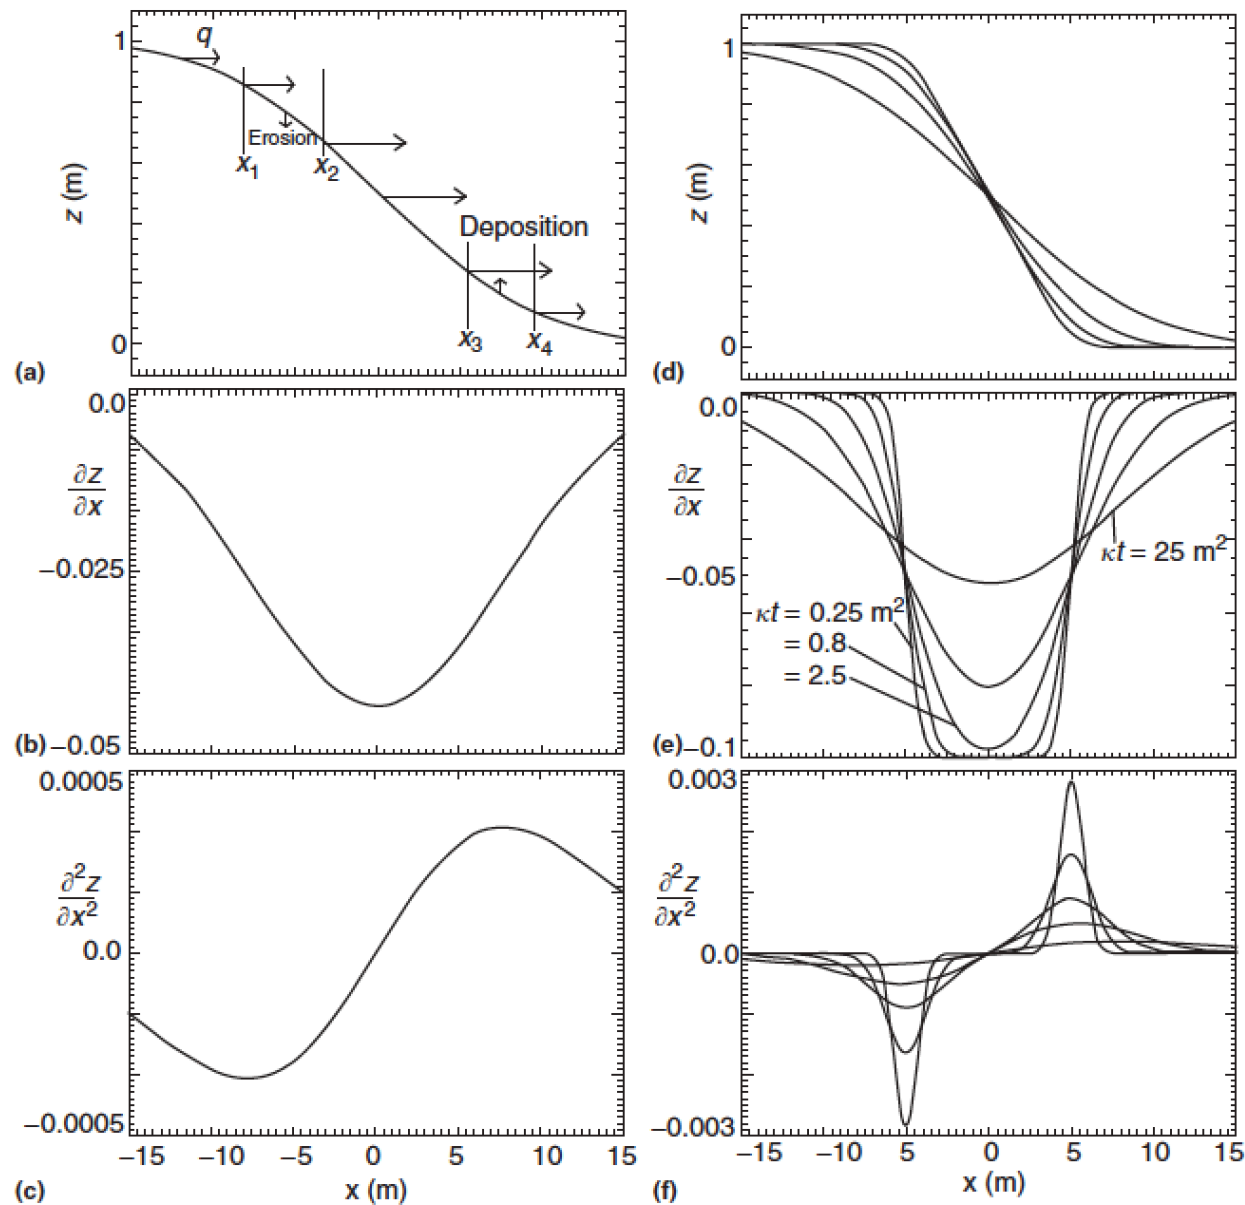 1
q
Erosion
x1
x2
z (m)
Deposition
x3
x4
0
(a)
0.0
∂z
∂x
−0.025
(b)
−0.05
0.0005
∂²z
∂x²
0.0
−0.0005
−15
−10
−5
0
5
10
15
(c)
x (m)
1
z (m)
0
(d)
0.0
∂z
∂x
κt = 25 m²
−0.05
κt = 0.25 m²
= 0.8
= 2.5
(e)
−0.1
0.003
∂²z
∂x²
0.0
−0.003
−15
−10
5
0
5
10
15
(f)
x (m)